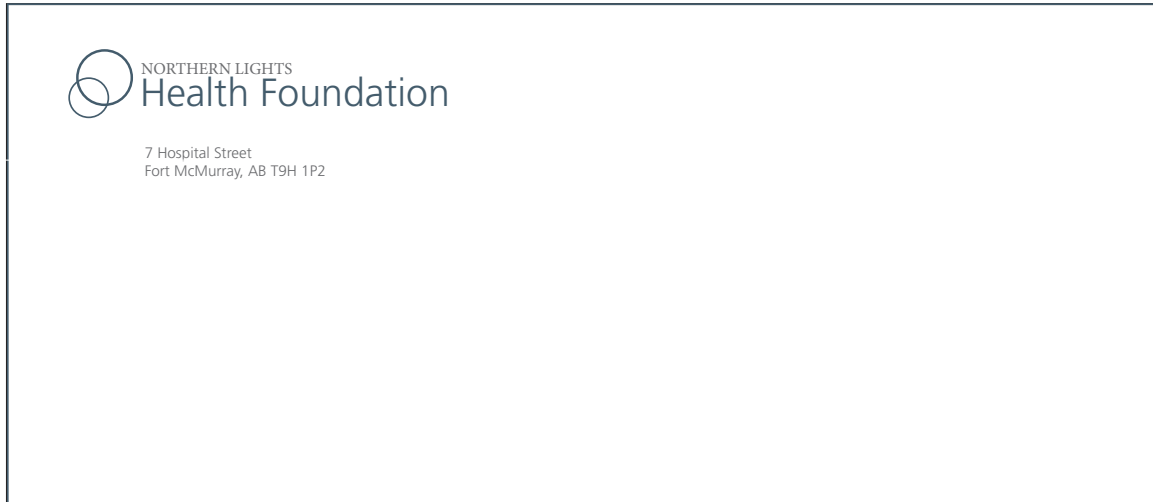 NORTHERN LIGHTS
Health Foundation
7 Hospital Street
Fort McMurray, AB T9H 1P2